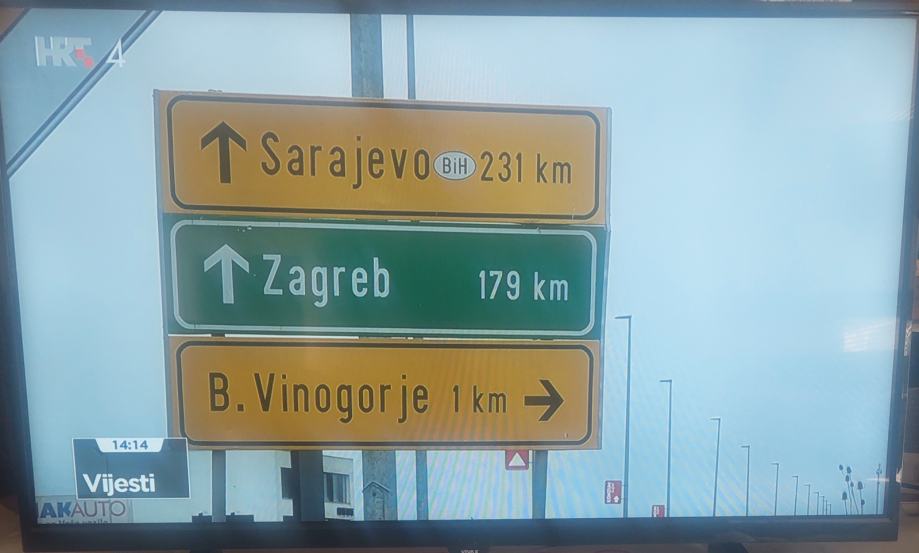 HRT 4
Sarajevo BiH 231 km
Zagreb 179 km
B. Vinogorje 1 km
14:14
Vijesti
AKAUTO